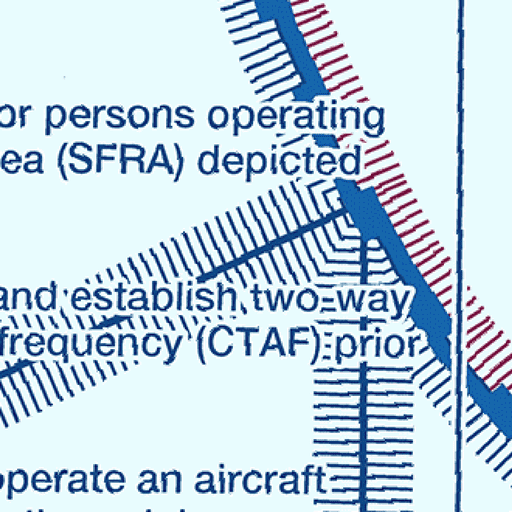 or persons operating
ea (SFRA) depicted
and establish two-way
frequency (CTAF) prior
operate an aircraft